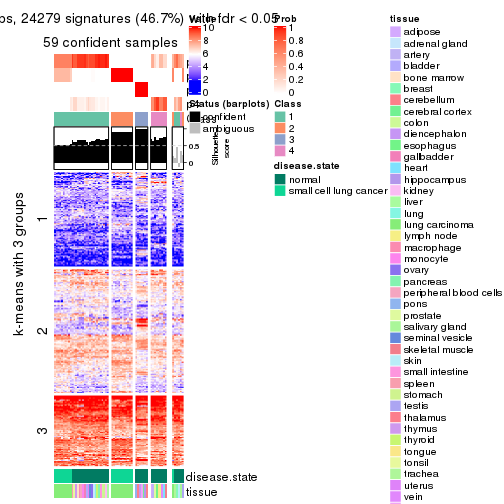 ps, 24279 signatures (46.7%) with fdr < 0.05
59 confident samples
Value
10
8
6
4
2
0
Prob
1
0.8
0.6
0.4
0.2
0
Status (barplots)
confident
ambiguous
Class
1
2
3
4
disease.state
normal
small cell lung cancer
1
0.5
0
Silhouette
score
k-means with 3 groups
1
2
3
disease.state
tissue
tissue
adipose
adrenal gland
artery
bladder
bone marrow
breast
cerebellum
cerebral cortex
colon
diencephalon
esophagus
gallbladder
heart
hippocampus
kidney
liver
lung
lung carcinoma
lymph node
macrophage
monocyte
ovary
pancreas
peripheral blood cells
pons
prostate
salivary gland
seminal vesicle
skeletal muscle
skin
small intestine
spleen
stomach
testis
thalamus
thymus
thyroid
tongue
tonsil
trachea
uterus
vein